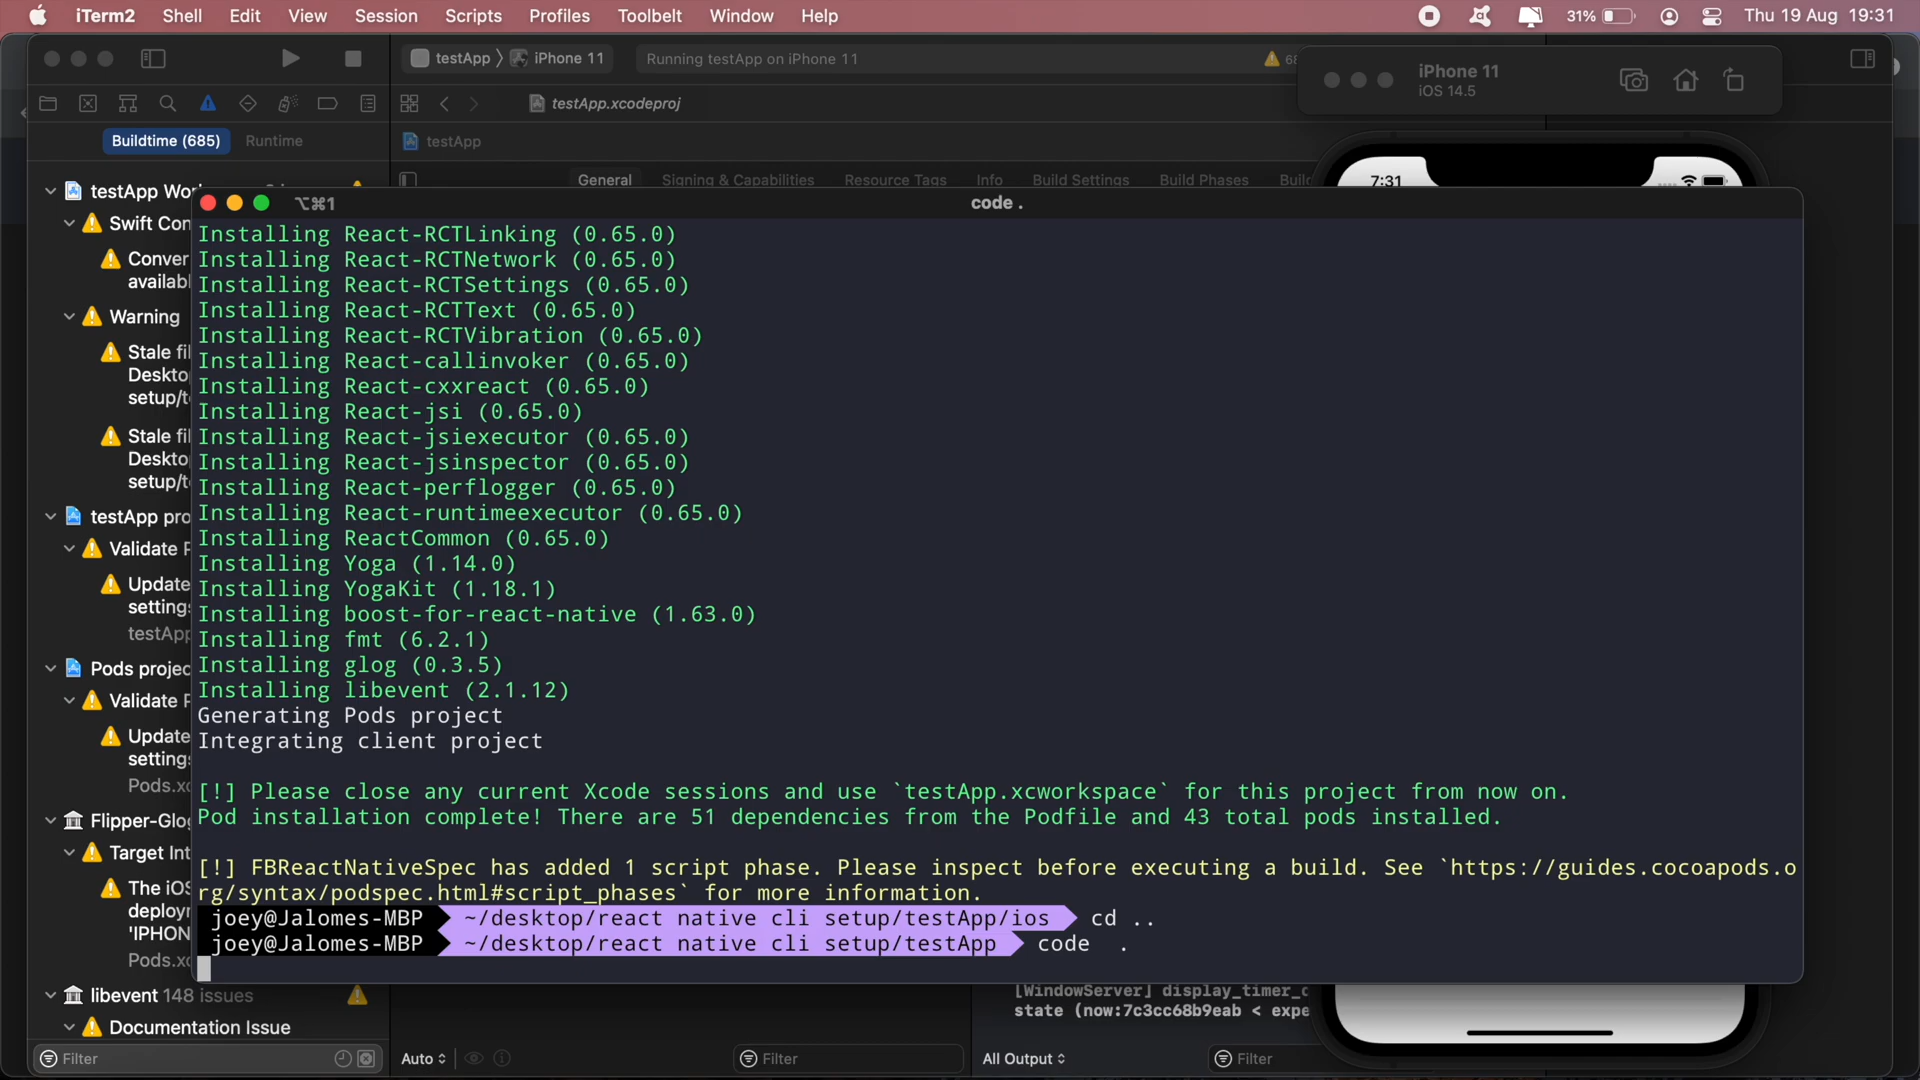 iTerm2 Shell Edit View Session Scripts Profiles Toolbelt Window Help 31% Thu 19 Aug 19:31
testApp iPhone 11 Running testApp on iPhone 11
iPhone 11
iOS 14.5
testApp.xcodeproj
Buildtime (685) Runtime testApp
General Signing & Capabilities Resource Tags Info Build Settings Build Phases
7:31
⌥⌘1 code .
testApp
Swift
available
Warning
Stale
testApp
Validate
Update
settings
testApp
Pods
Validate
Update
settings
Target
The
Installing React-RCTLinking (0.65.0)
Installing React-RCTNetwork (0.65.0)
Installing React-RCTSettings (0.65.0)
Installing React-RCTText (0.65.0)
Installing React-RCTVibration (0.65.0)
Installing React-callinvoker (0.65.0)
Installing React-cxxreact (0.65.0)
Installing React-jsi (0.65.0)
Installing React-jsiexecutor (0.65.0)
Installing React-jsinspector (0.65.0)
Installing React-perflogger (0.65.0)
Installing React-runtimeexecutor (0.65.0)
Installing ReactCommon (0.65.0)
Installing Yoga (1.14.0)
Installing YogaKit (1.18.1)
Installing boost-for-react-native (1.63.0)
Installing fmt (6.2.1)
Installing glog (0.3.5)
Installing libevent (2.1.12)
Generating Pods project
Integrating client project
[!] Please close any current Xcode sessions and use `testApp.xcworkspace` for this project from now on.
Pod installation complete! There are 51 dependencies from the Podfile and 43 total pods installed.
[!] FBReactNativeSpec has added 1 script phase. Please inspect before executing a build. See `https://guides.cocoapods.o
rg/syntax/podspec.html#script_phases` for more information.
joey@Jalomes-MBP ~/desktop/react native cli setup/testApp/ios cd ..
joey@Jalomes-MBP ~/desktop/react native cli setup/testApp code .
libevent 148 issues
Documentation Issue
[WindowServer]
state (now:7c3cc68b9eab <
Filter Auto Filter All Output Filter